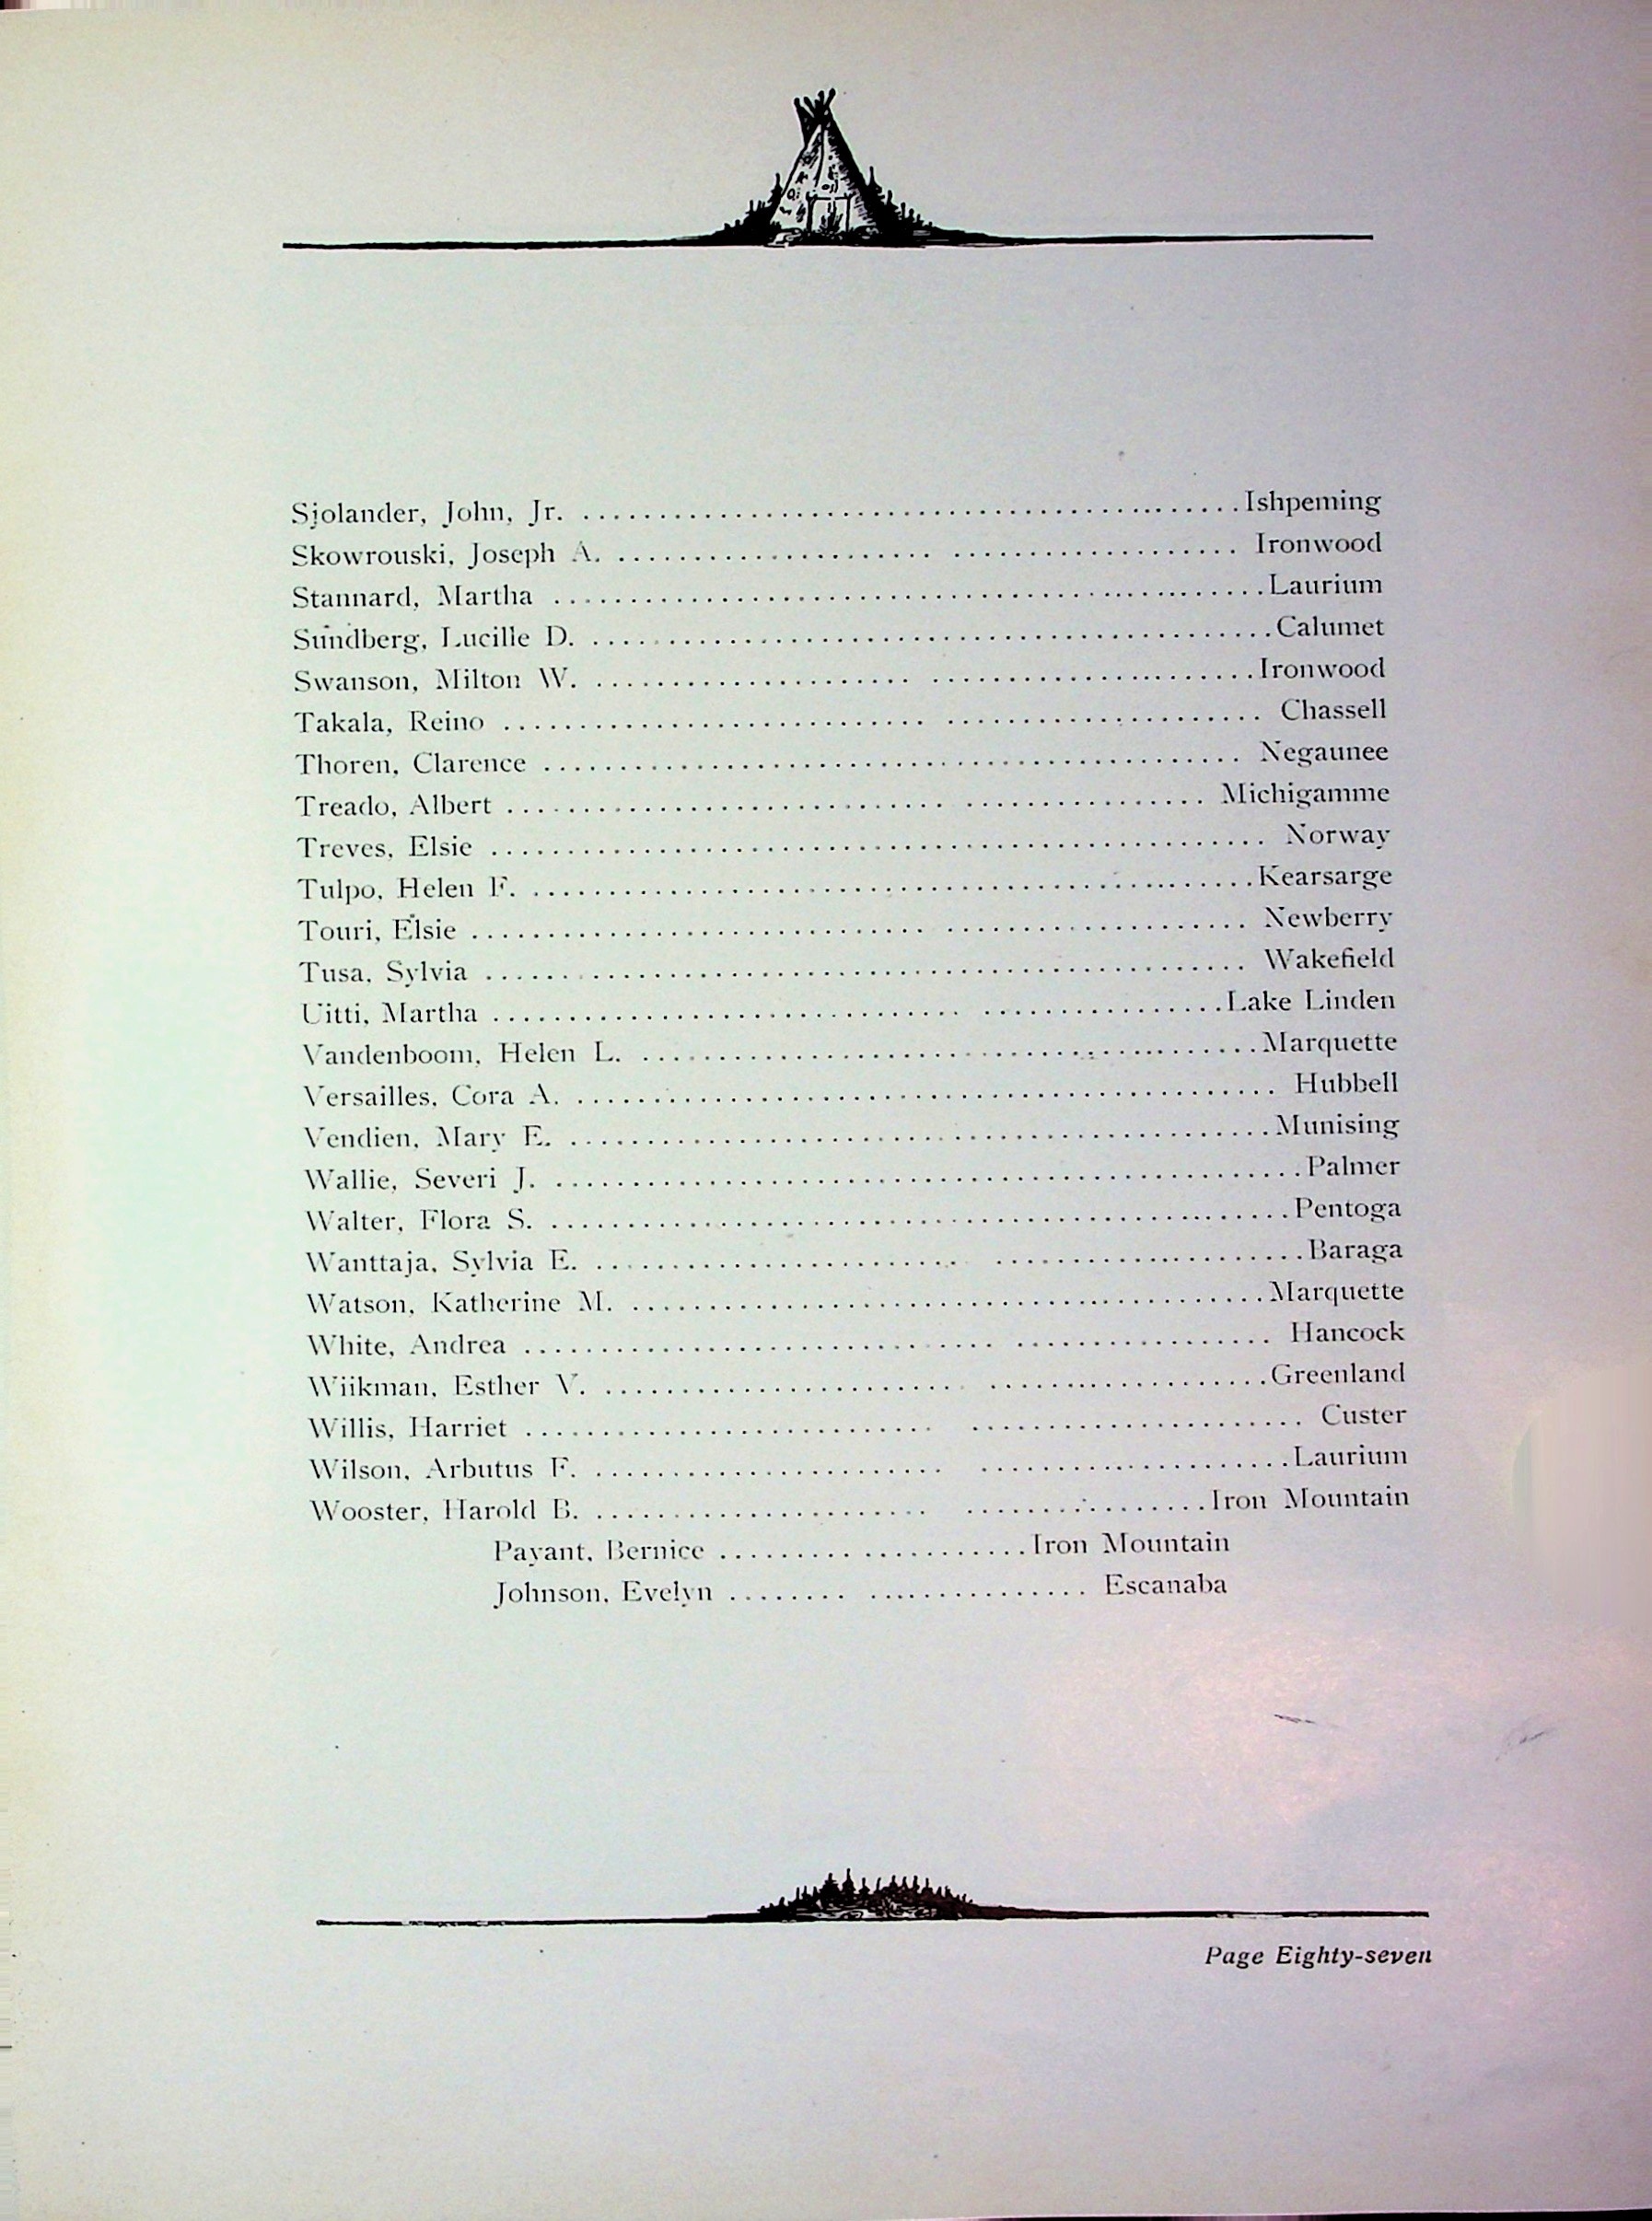 Sjolander, John, Jr. ........................................ Ishpeming
Skowrouski, Joseph A. ........................................ Ironwood
Stannard, Martha ........................................ Laurium
Sundberg, Lucille D. ........................................ Calumet
Swanson, Milton W. ........................................ Ironwood
Takala, Reino ........................................ Chassell
Thoren, Clarence ........................................ Negaunee
Treado, Albert ........................................ Michigamme
Treves, Elsie ........................................ Norway
Tulpo, Helen F. ........................................ Kearsarge
Touri, Elsie ........................................ Newberry
Tusa, Sylvia ........................................ Wakefield
Uitti, Martha ........................................ Lake Linden
Vandenboom, Helen L. ........................................ Marquette
Versailles, Cora A. ........................................ Hubbell
Vendien, Mary E. ........................................ Munising
Wallie, Severi J. ........................................ Palmer
Walter, Flora S. ........................................ Pentoga
Wanttaja, Sylvia E. ........................................ Baraga
Watson, Katherine M. ........................................ Marquette
White, Andrea ........................................ Hancock
Wiikman, Esther V. ........................................ Greenland
Willis, Harriet ........................................ Custer
Wilson, Arbutus F. ........................................ Laurium
Wooster, Harold B. ........................................ Iron Mountain
Payant, Bernice .................... Iron Mountain
Johnson, Evelyn .................... Escanaba
Page Eighty-seven